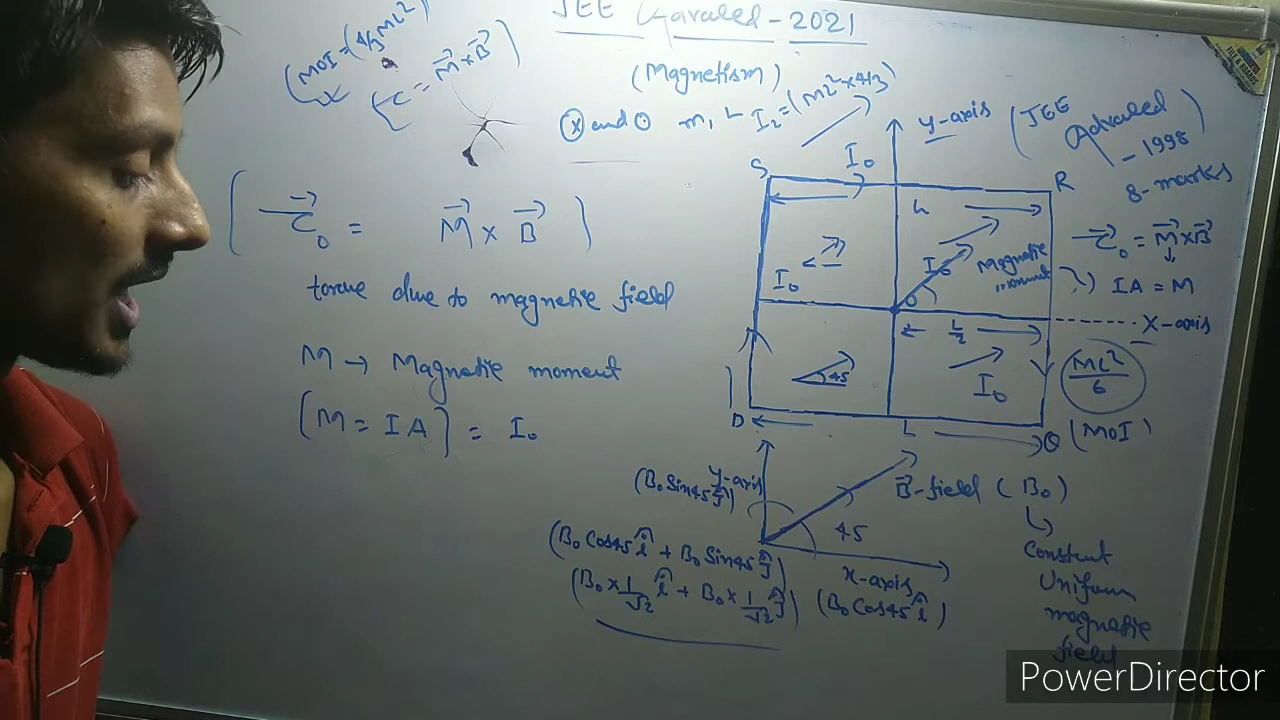 JEE (Advanced - 2021
(Magnetism)
(MOI = (4/3 ML²)
τ = M⃗ × B⃗)
ⓧ and ⊙ m, L I₂ = (ML² × 4/3)
y-axis
(JEE
Advanced)
- 1998
8-marks
S
I₀
R
L
(τ⃗₀ = M⃗ × B⃗)
torque due to magnetic field
M → Magnetic moment
(M = IA) = I₀
I₀
I₀
Magnetic
moment
O
τ⃗₀ = M⃗ × B⃗
IA = M
X-axis
L/2
45
I₀
ML²/6
(MOI)
L
Q
y-axis
(B₀ Sin45 ĵ)
B⃗-field (B₀)
45
(B₀ Cos45 î + B₀ Sin45 ĵ)
x-axis
(B₀ × 1/√2 î + B₀ × 1/√2 ĵ)
(B₀ Cos45 î)
Constant
Uniform
magnetic
field
PowerDirector